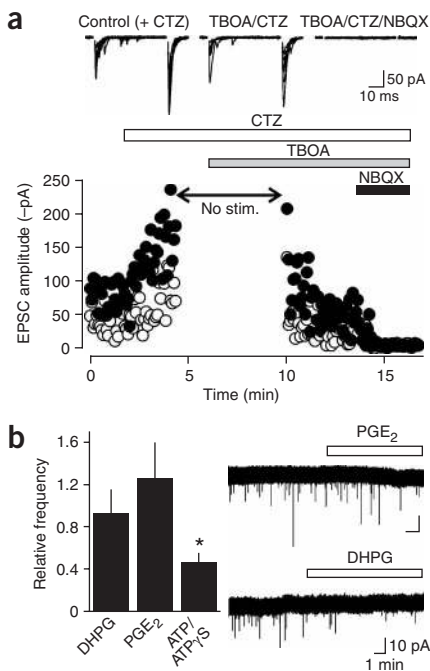 a
Control (+ CTZ) TBOA/CTZ TBOA/CTZ/NBQX
50 pA
10 ms
CTZ
TBOA
NBQX
No stim.
EPSC amplitude (–pA)
250
200
150
100
50
0
0 5 10 15
Time (min)
b
Relative frequency
1.6
1.2
0.8
0.4
0
*
DHPG
PGE2
ATP/
ATPγS
PGE2
DHPG
10 pA
1 min